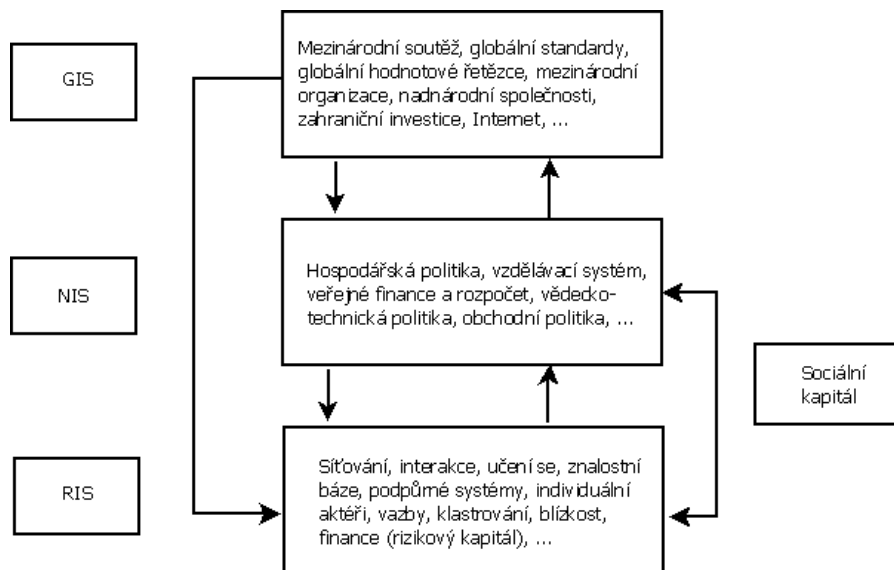 GIS
Mezinárodní soutěž, globální standardy,
globální hodnotové řetězce, mezinárodní
organizace, nadnárodní společnosti,
zahraniční investice, Internet, ...
NIS
Hospodářská politika, vzdělávací systém,
veřejné finance a rozpočet, vědecko-
technická politika, obchodní politika, ...
Sociální
kapitál
RIS
Síťování, interakce, učení se, znalostní
báze, podpůrné systémy, individuální
aktéři, vazby, klastrování, blízkost,
finance (rizikový kapitál), ...